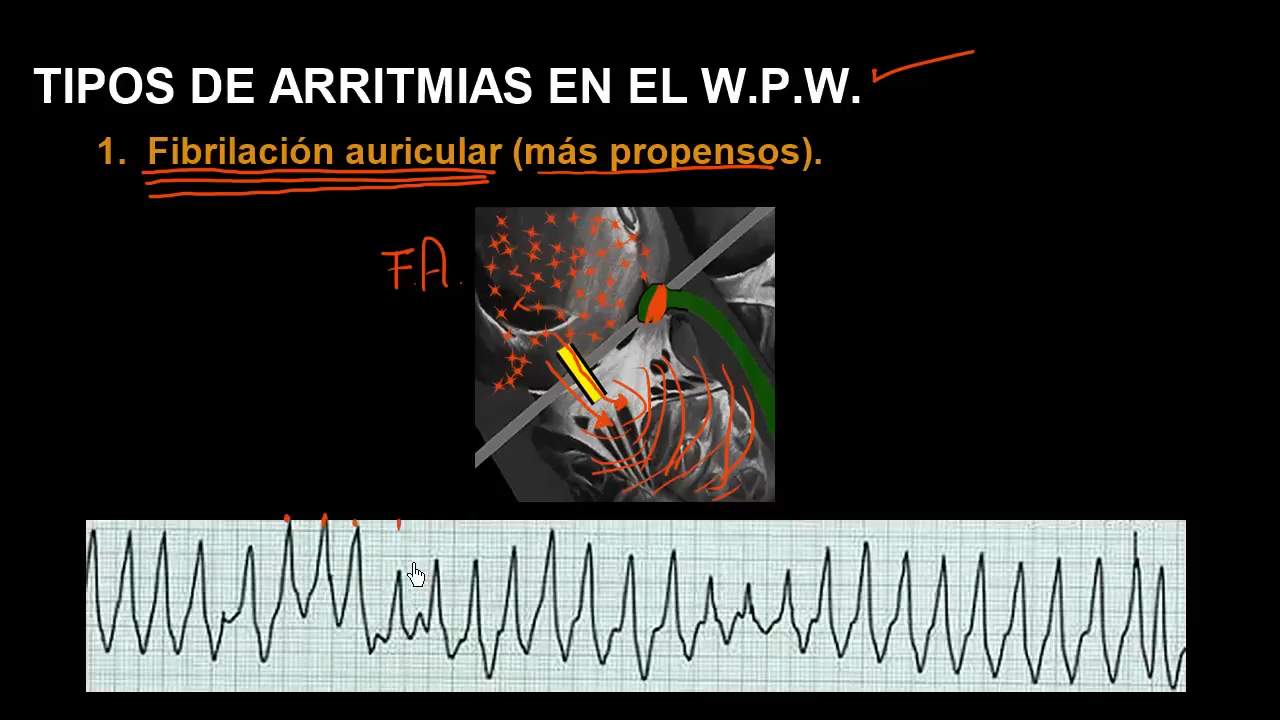 TIPOS DE ARRITMIAS EN EL W.P.W.
1. Fibrilación auricular (más propensos).
F.A.